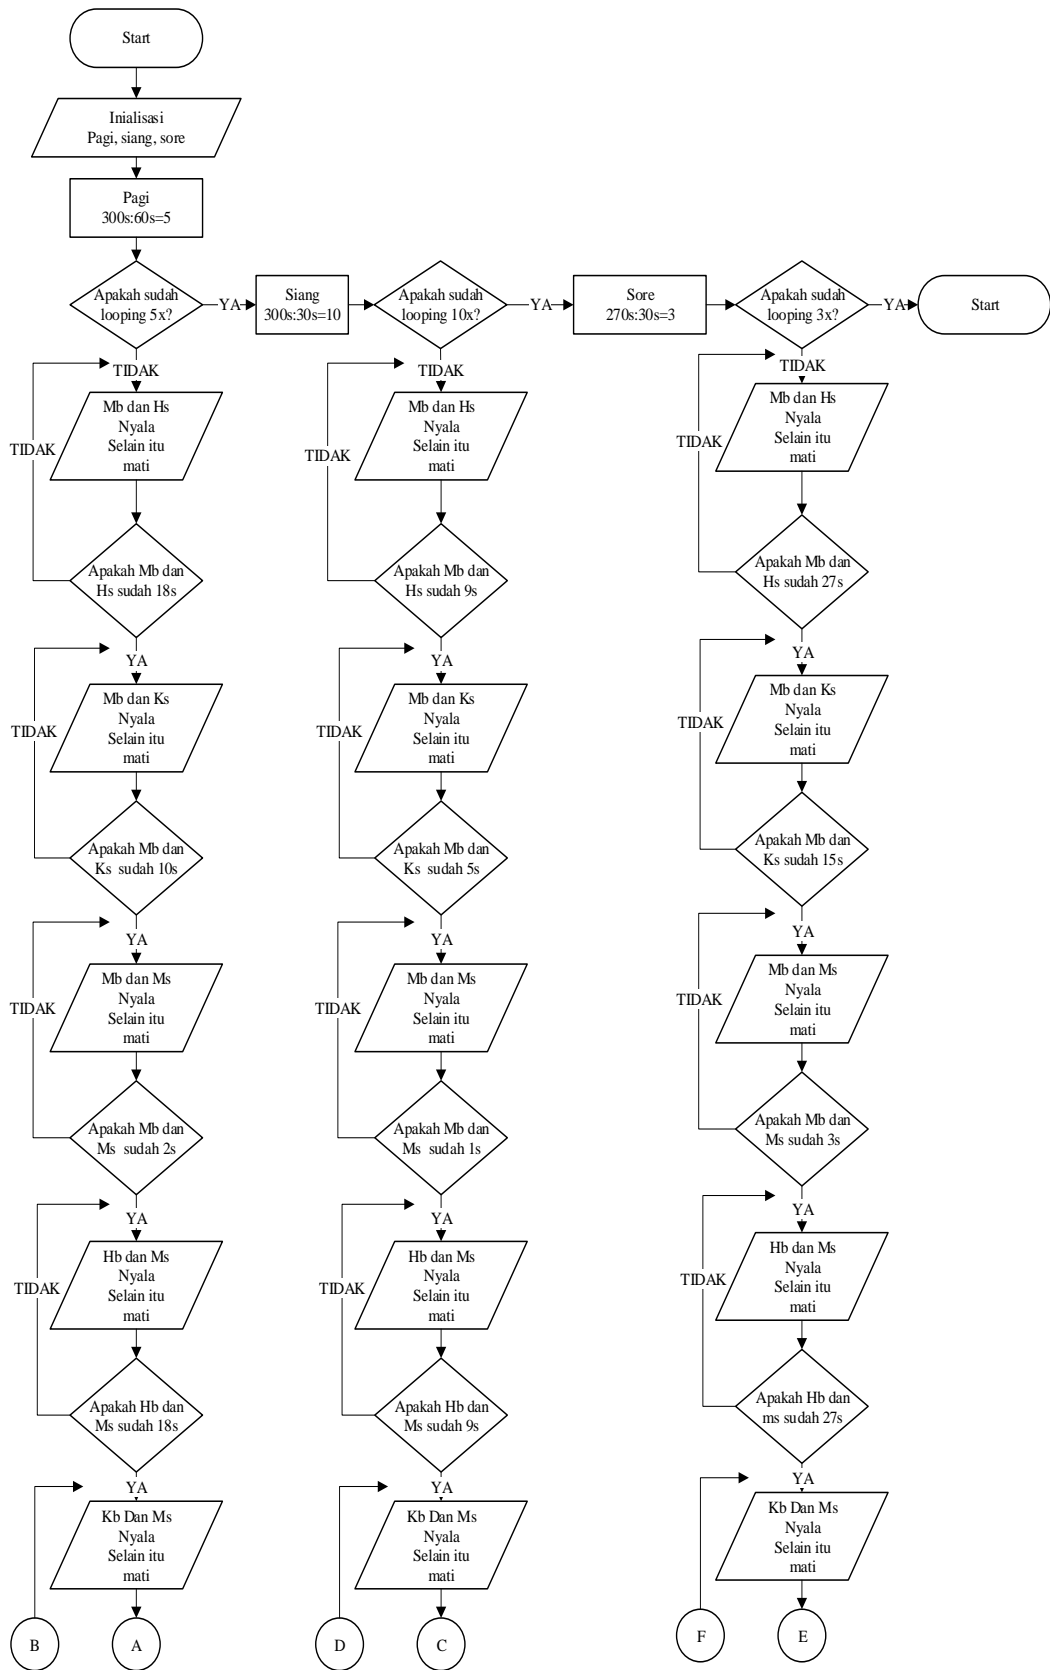 Start
Inialisasi
Pagi, siang, sore
Pagi
300s:60s=5
Apakah sudah
looping 5x?
YA
Siang
300s:30s=10
Apakah sudah
looping 10x?
YA
Sore
270s:30s=3
Apakah sudah
looping 3x?
YA
Start
TIDAK
Mb dan Hs
Nyala
Selain itu
mati
TIDAK
Apakah Mb dan
Hs sudah 18s
YA
Mb dan Ks
Nyala
Selain itu
mati
TIDAK
Apakah Mb dan
Ks sudah 10s
YA
Mb dan Ms
Nyala
Selain itu
mati
TIDAK
Apakah Mb dan
Ms sudah 2s
YA
Hb dan Ms
Nyala
Selain itu
mati
TIDAK
Apakah Hb dan
Ms sudah 18s
YA
Kb Dan Ms
Nyala
Selain itu
mati
B
A
TIDAK
Mb dan Hs
Nyala
Selain itu
mati
TIDAK
Apakah Mb dan
Hs sudah 9s
YA
Mb dan Ks
Nyala
Selain itu
mati
TIDAK
Apakah Mb dan
Ks sudah 5s
YA
Mb dan Ms
Nyala
Selain itu
mati
TIDAK
Apakah Mb dan
Ms sudah 1s
YA
Hb dan Ms
Nyala
Selain itu
mati
TIDAK
Apakah Hb dan
Ms sudah 9s
YA
Kb Dan Ms
Nyala
Selain itu
mati
D
C
TIDAK
Mb dan Hs
Nyala
Selain itu
mati
TIDAK
Apakah Mb dan
Hs sudah 27s
YA
Mb dan Ks
Nyala
Selain itu
mati
TIDAK
Apakah Mb dan
Ks sudah 15s
YA
Mb dan Ms
Nyala
Selain itu
mati
TIDAK
Apakah Mb dan
Ms sudah 3s
YA
Hb dan Ms
Nyala
Selain itu
mati
TIDAK
Apakah Hb dan
ms sudah 27s
YA
Kb Dan Ms
Nyala
Selain itu
mati
F
E